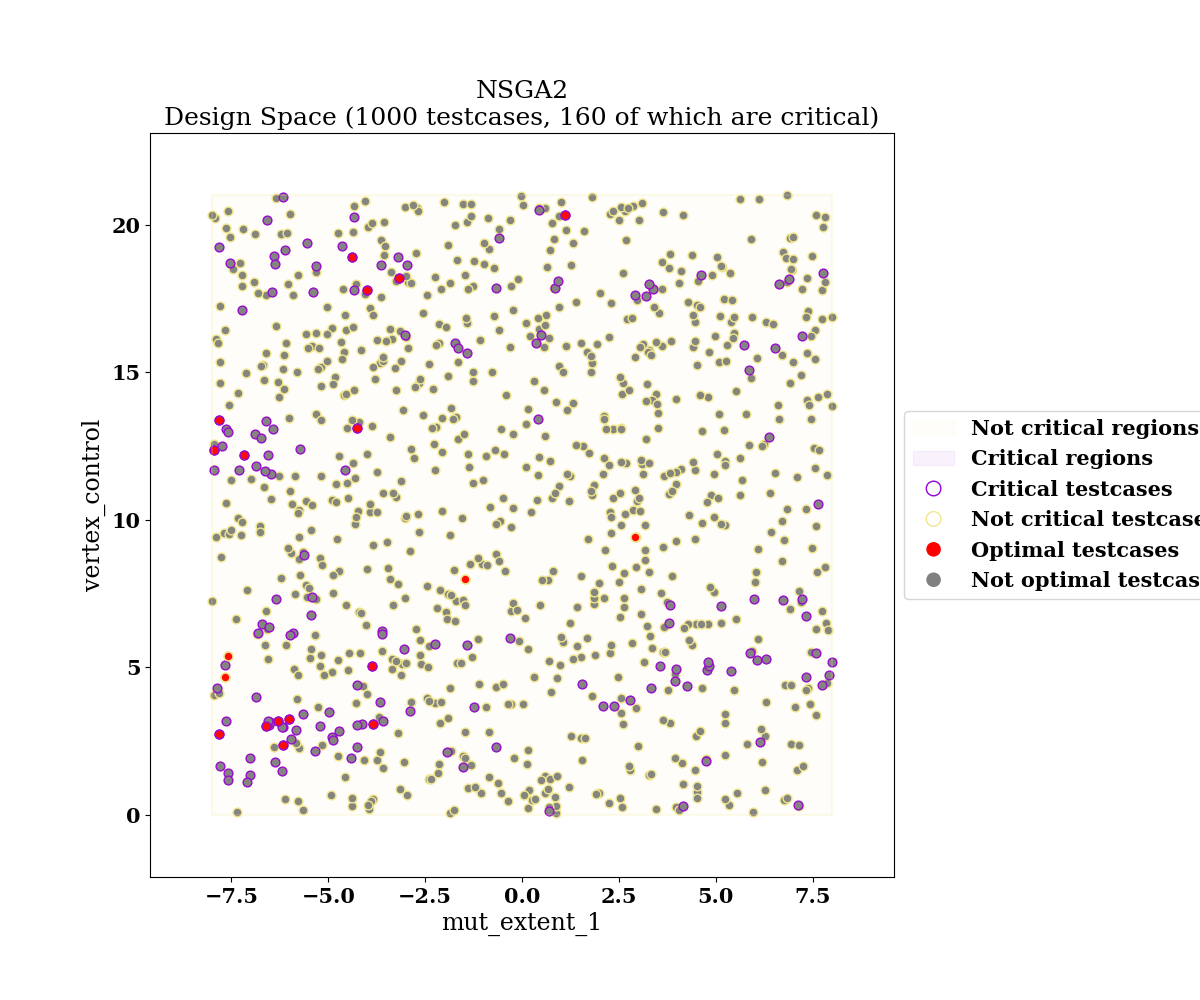 NSGA2
Design Space (1000 testcases, 160 of which are critical)
vertex_control
20
15
10
5
0
−7.5 −5.0 −2.5 0.0 2.5 5.0 7.5
mut_extent_1
Not critical regions
Critical regions
Critical testcases
Not critical testcase
Optimal testcases
Not optimal testcas